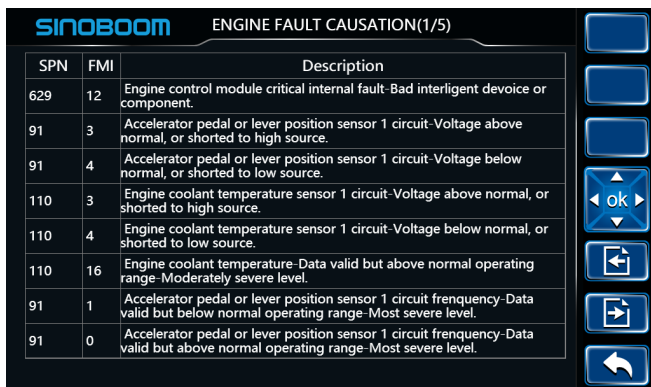 SINOBOOM ENGINE FAULT CAUSATION(1/5)
SPN FMI Description
629 12 Engine control module critical internal fault-Bad interligent devoice or
component.
91 3 Accelerator pedal or lever position sensor 1 circuit-Voltage above
normal, or shorted to high source.
91 4 Accelerator pedal or lever position sensor 1 circuit-Voltage below
normal, or shorted to low source.
110 3 Engine coolant temperature sensor 1 circuit-Voltage above normal, or
shorted to high source.
110 4 Engine coolant temperature sensor 1 circuit-Voltage below normal, or
shorted to low source.
110 16 Engine coolant temperature-Data valid but above normal operating
range-Moderately severe level.
91 1 Accelerator pedal or lever position sensor 1 circuit frenquency-Data
valid but below normal operating range-Most severe level.
91 0 Accelerator pedal or lever position sensor 1 circuit frenquency-Data
valid but above normal operating range-Most severe level.
ok